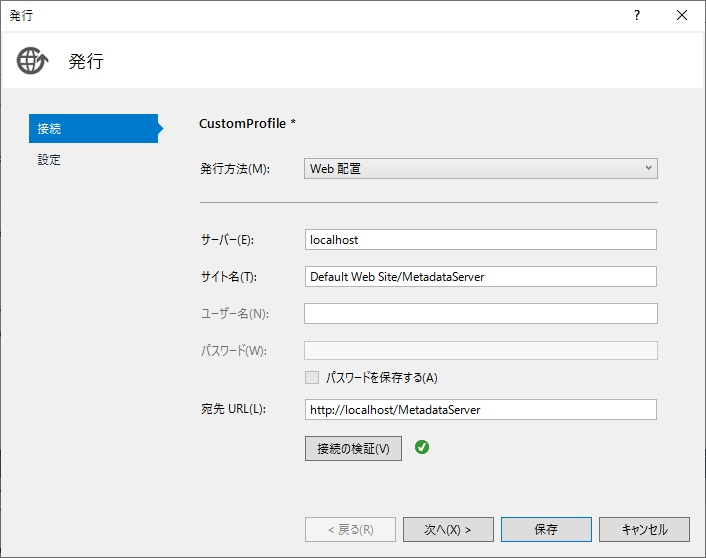 発行
発行
接続
設定
CustomProfile *
発行方法(M): Web 配置
サーバー(E): localhost
サイト名(T): Default Web Site/MetadataServer
ユーザー名(N):
パスワード(W):
パスワードを保存する(A)
宛先 URL(L): http://localhost/MetadataServer
接続の検証(V)
< 戻る(R) 次へ(X) > 保存 キャンセル